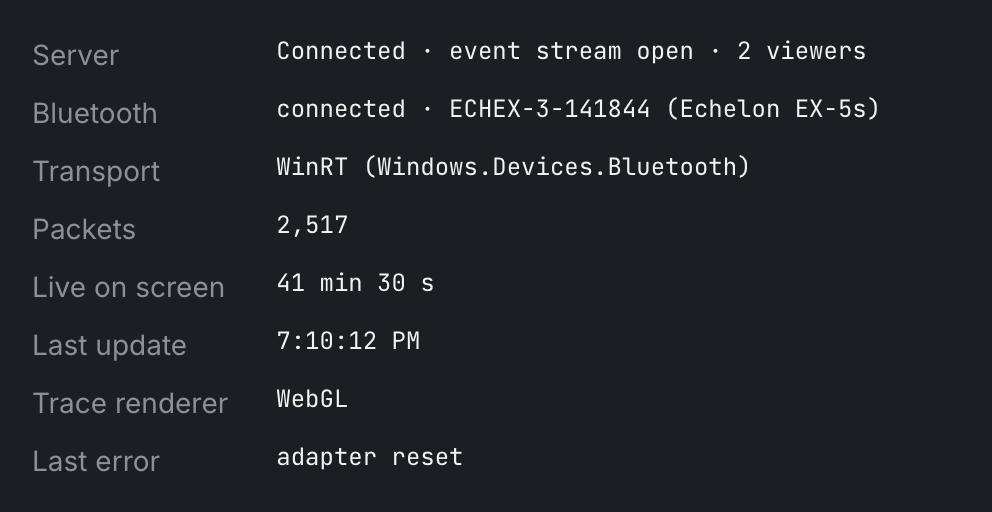 Server Connected · event stream open · 2 viewers
Bluetooth connected · ECHEX-3-141844 (Echelon EX-5s)
Transport WinRT (Windows.Devices.Bluetooth)
Packets 2,517
Live on screen 41 min 30 s
Last update 7:10:12 PM
Trace renderer WebGL
Last error adapter reset